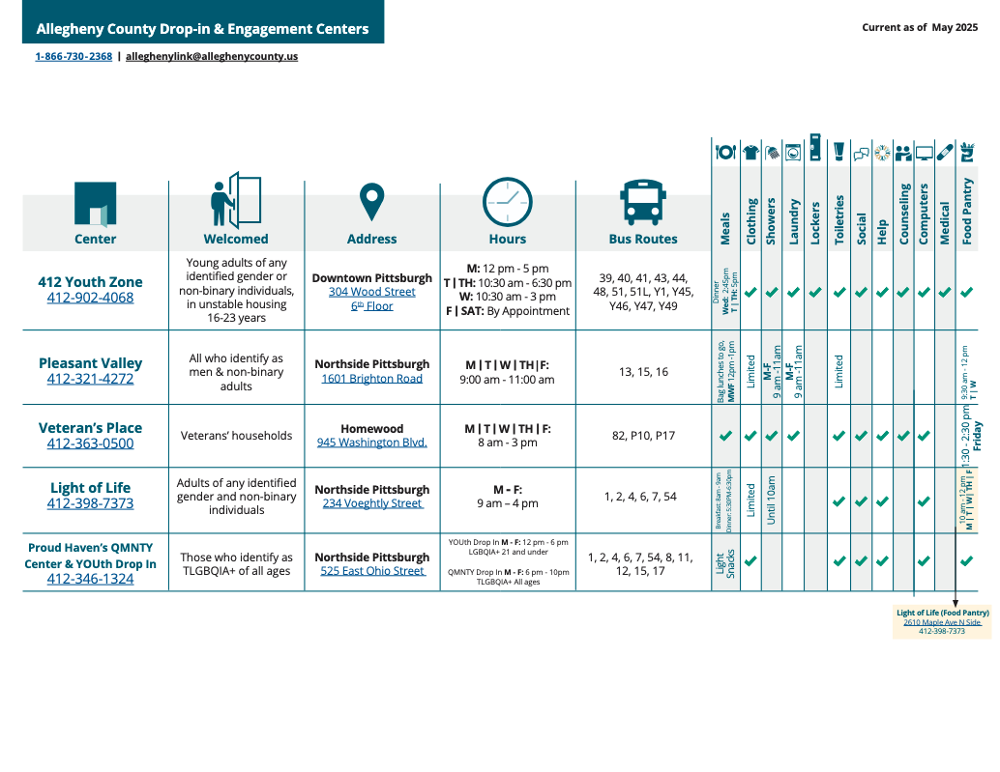 Allegheny County Drop-in & Engagement Centers
Current as of May 2025
1-866-730-2368 | alleghenylink@alleghenycounty.us
Center
Welcomed
Address
Hours
Bus Routes
Meals
Clothing
Showers
Laundry
Lockers
Toiletries
Social
Help
Counseling
Computers
Medical
Food Pantry
412 Youth Zone
412-902-4068
Young adults of any
identified gender or
non-binary individuals,
in unstable housing
16-23 years
Downtown Pittsburgh
304 Wood Street
6th Floor
M: 12 pm - 5 pm
T | TH: 10:30 am - 6:30 pm
W: 10:30 am - 3 pm
F | SAT: By Appointment
39, 40, 41, 43, 44,
48, 51, 51L, Y1, Y45,
Y46, Y47, Y49
Dinner
Wed: 2:45pm
T | TH: 5pm
Pleasant Valley
412-321-4272
All who identify as
men & non-binary
adults
Northside Pittsburgh
1601 Brighton Road
M | T | W | TH|F:
9:00 am - 11:00 am
13, 15, 16
Bag lunches to go,
MWF 12pm -1pm
Limited
M-F
9 am -11am
M-F
9 am -11am
Limited
9:30 am - 12 pm
T | W
Veteran's Place
412-363-0500
Veterans' households
Homewood
945 Washington Blvd.
M | T | W | TH | F:
8 am - 3 pm
82, P10, P17
1:30 - 2:30 pm
Friday
Light of Life
412-398-7373
Adults of any identified
gender and non-binary
individuals
Northside Pittsburgh
234 Voeghtly Street
M - F:
9 am – 4 pm
1, 2, 4, 6, 7, 54
Breakfast: 8am - 9am
Dinner: 5:30PM-6:30pm
Limited
Until 10am
10 am - 12 pm
M | T | W| TH | F
Proud Haven's QMNTY
Center & YOUth Drop In
412-346-1324
Those who identify as
TLGBQIA+ of all ages
Northside Pittsburgh
525 East Ohio Street
YOUth Drop In M - F: 12 pm - 6 pm
LGBQIA+ 21 and under
QMNTY Drop In M - F: 6 pm - 10pm
TLGBQIA+ All ages
1, 2, 4, 6, 7, 54, 8, 11,
12, 15, 17
Light
Snacks
Light of Life (Food Pantry)
2610 Maple Ave N Side
412-398-7373